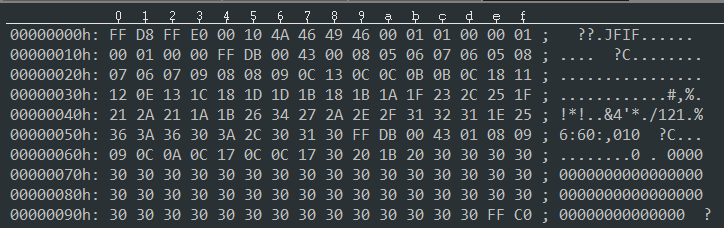 0 1 2 3 4 5 6 7 8 9 a b c d e f
00000000h: FF D8 FF E0 00 10 4A 46 49 46 00 01 01 00 00 01 ; ??.JFIF......
00000010h: 00 01 00 00 FF DB 00 43 00 08 05 06 07 06 05 08 ; .... ?C........
00000020h: 07 06 07 09 08 08 09 0C 13 0C 0C 0B 0B 0C 18 11 ; ................
00000030h: 12 0E 13 1C 18 1D 1D 1B 18 1B 1A 1F 23 2C 25 1F ; ............#,%.
00000040h: 21 2A 21 1A 1B 26 34 27 2A 2E 2F 31 32 31 1E 25 ; !*!..&4'*./121.%
00000050h: 36 3A 36 30 3A 2C 30 31 30 FF DB 00 43 01 08 09 ; 6:60:,010 ?C...
00000060h: 09 0C 0A 0C 17 0C 0C 17 30 20 1B 20 30 30 30 30 ; ........0 . 0000
00000070h: 30 30 30 30 30 30 30 30 30 30 30 30 30 30 30 30 ; 0000000000000000
00000080h: 30 30 30 30 30 30 30 30 30 30 30 30 30 30 30 30 ; 0000000000000000
00000090h: 30 30 30 30 30 30 30 30 30 30 30 30 30 30 FF C0 ; 00000000000000 ?